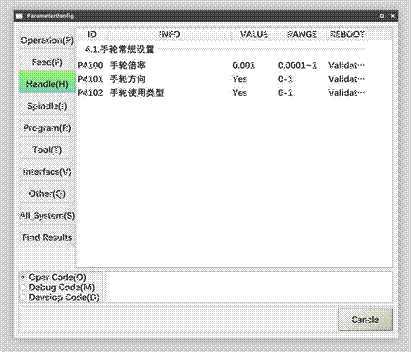 ParameterConfig
Operation(P)
Feed(F)
Handle(H)
Spindle(I)
Program(R)
Tool(T)
Interface(V)
Other(Q)
All_System(S)
Find Results
ID INFO VALUE RANGE REBOOT
4.1.手轮常规设置
P4100 手轮倍率 0.001 0.0001~1 Validat…
P4101 手轮方向 Yes 0-1 Validat…
P4102 手轮使用类型 Yes 0-1 Validat…
Oper Code(O)
Debug Code(M)
Develop Code(D)
Cancle